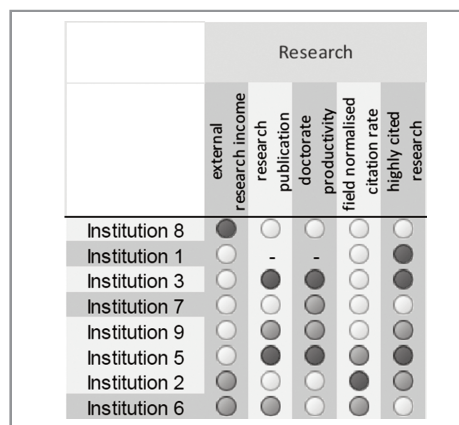 Research
external
research income
research
publication
doctorate
productivity
field normalised
citation rate
highly cited
research
Institution 8
Institution 1 - -
Institution 3
Institution 7
Institution 9
Institution 5
Institution 2
Institution 6